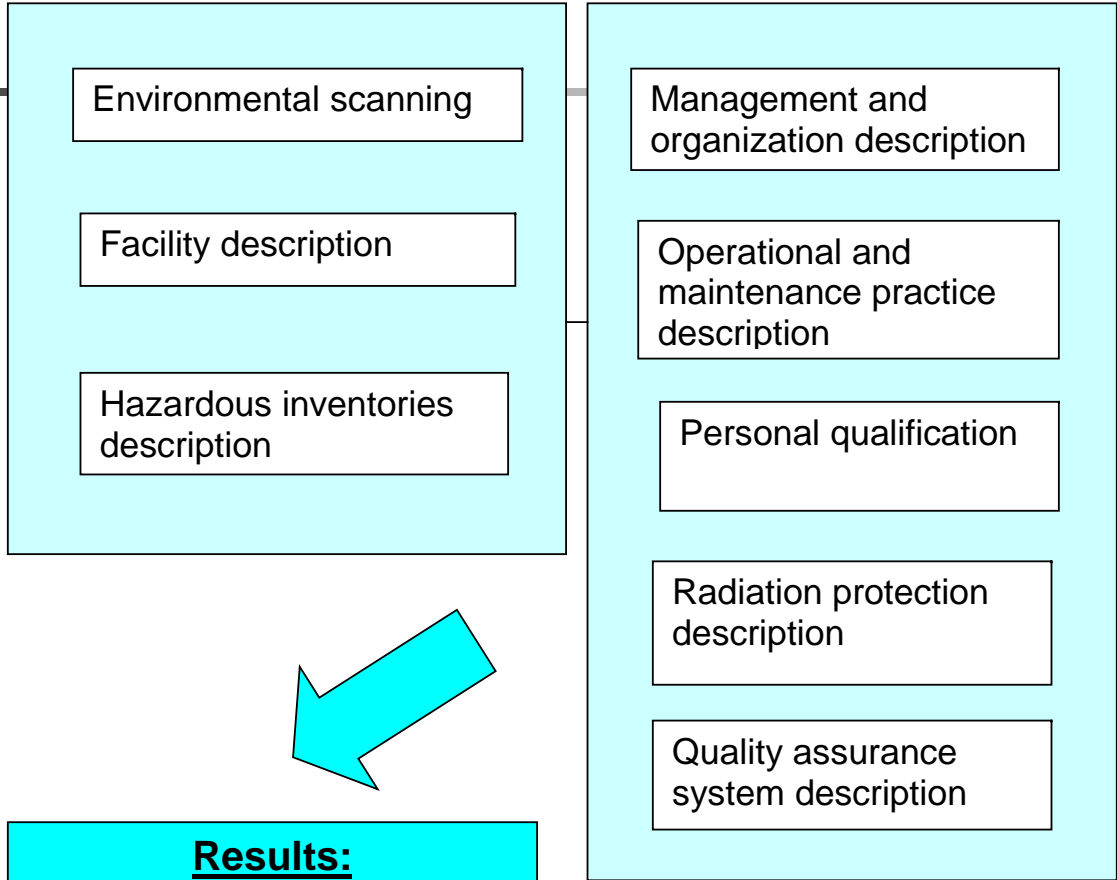 Environmental scanning
Facility description
Hazardous inventories
description
Management and
organization description
Operational and
maintenance practice
description
Personal qualification
Radiation protection
description
Quality assurance
system description
Results: